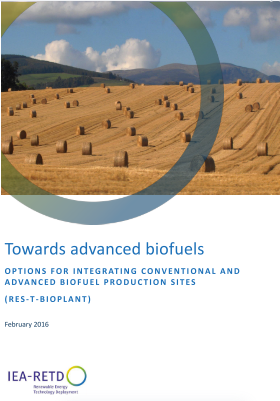 Towards advanced biofuels
OPTIONS FOR INTEGRATING CONVENTIONAL AND
ADVANCED BIOFUEL PRODUCTION SITES
(RES-T-BIOPLANT)
February 2016
IEA-RETD
Renewable Energy
Technology Deployment